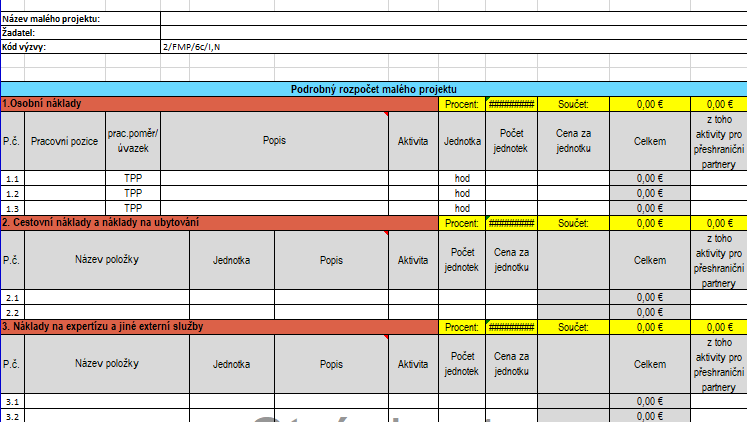 Název malého projektu:
Žadatel:
Kód výzvy: 2/FMP/6c/I,N
Podrobný rozpočet malého projektu
1.Osobní náklady Procent: ######### Součet: 0,00 € 0,00 €
P.č. Pracovní pozice prac.poměr/ úvazek Popis Aktivita Jednotka Počet jednotek Cena za jednotku Celkem z toho aktivity pro přeshraniční partnery
1.1 TPP hod 0,00 €
1.2 TPP hod 0,00 €
1.3 TPP hod 0,00 €
2. Cestovní náklady a náklady na ubytování Procent: ######### Součet: 0,00 € 0,00 €
P.č. Název položky Jednotka Popis Aktivita Počet jednotek Cena za jednotku Celkem z toho aktivity pro přeshraniční partnery
2.1 0,00 €
2.2 0,00 €
3. Náklady na expertízu a jiné externí služby Procent: ######### Součet: 0,00 € 0,00 €
P.č. Název položky Jednotka Popis Aktivita Počet jednotek Cena za jednotku Celkem z toho aktivity pro přeshraniční partnery
3.1 0,00 €
3.2 0,00 €